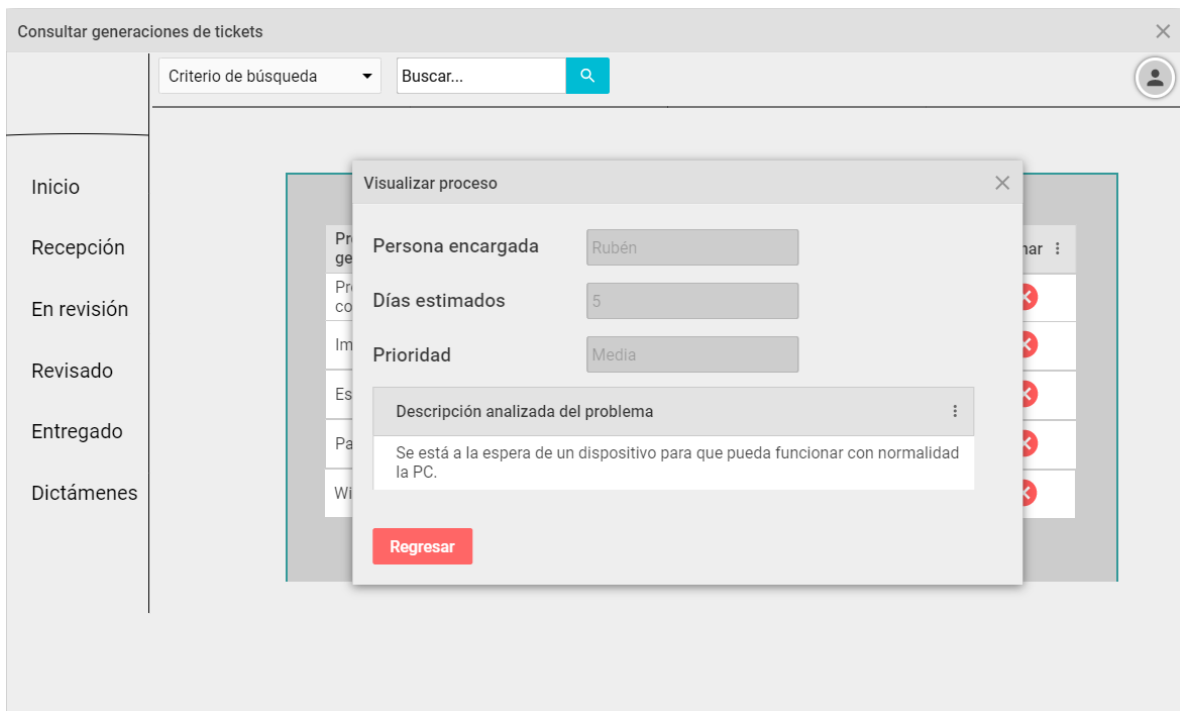 Consultar generaciones de tickets
Criterio de búsqueda
Buscar...
Inicio
Recepción
En revisión
Revisado
Entregado
Dictámenes
Visualizar proceso
Persona encargada
Rubén
Días estimados
5
Prioridad
Media
Descripción analizada del problema
Se está a la espera de un dispositivo para que pueda funcionar con normalidad
la PC.
Regresar